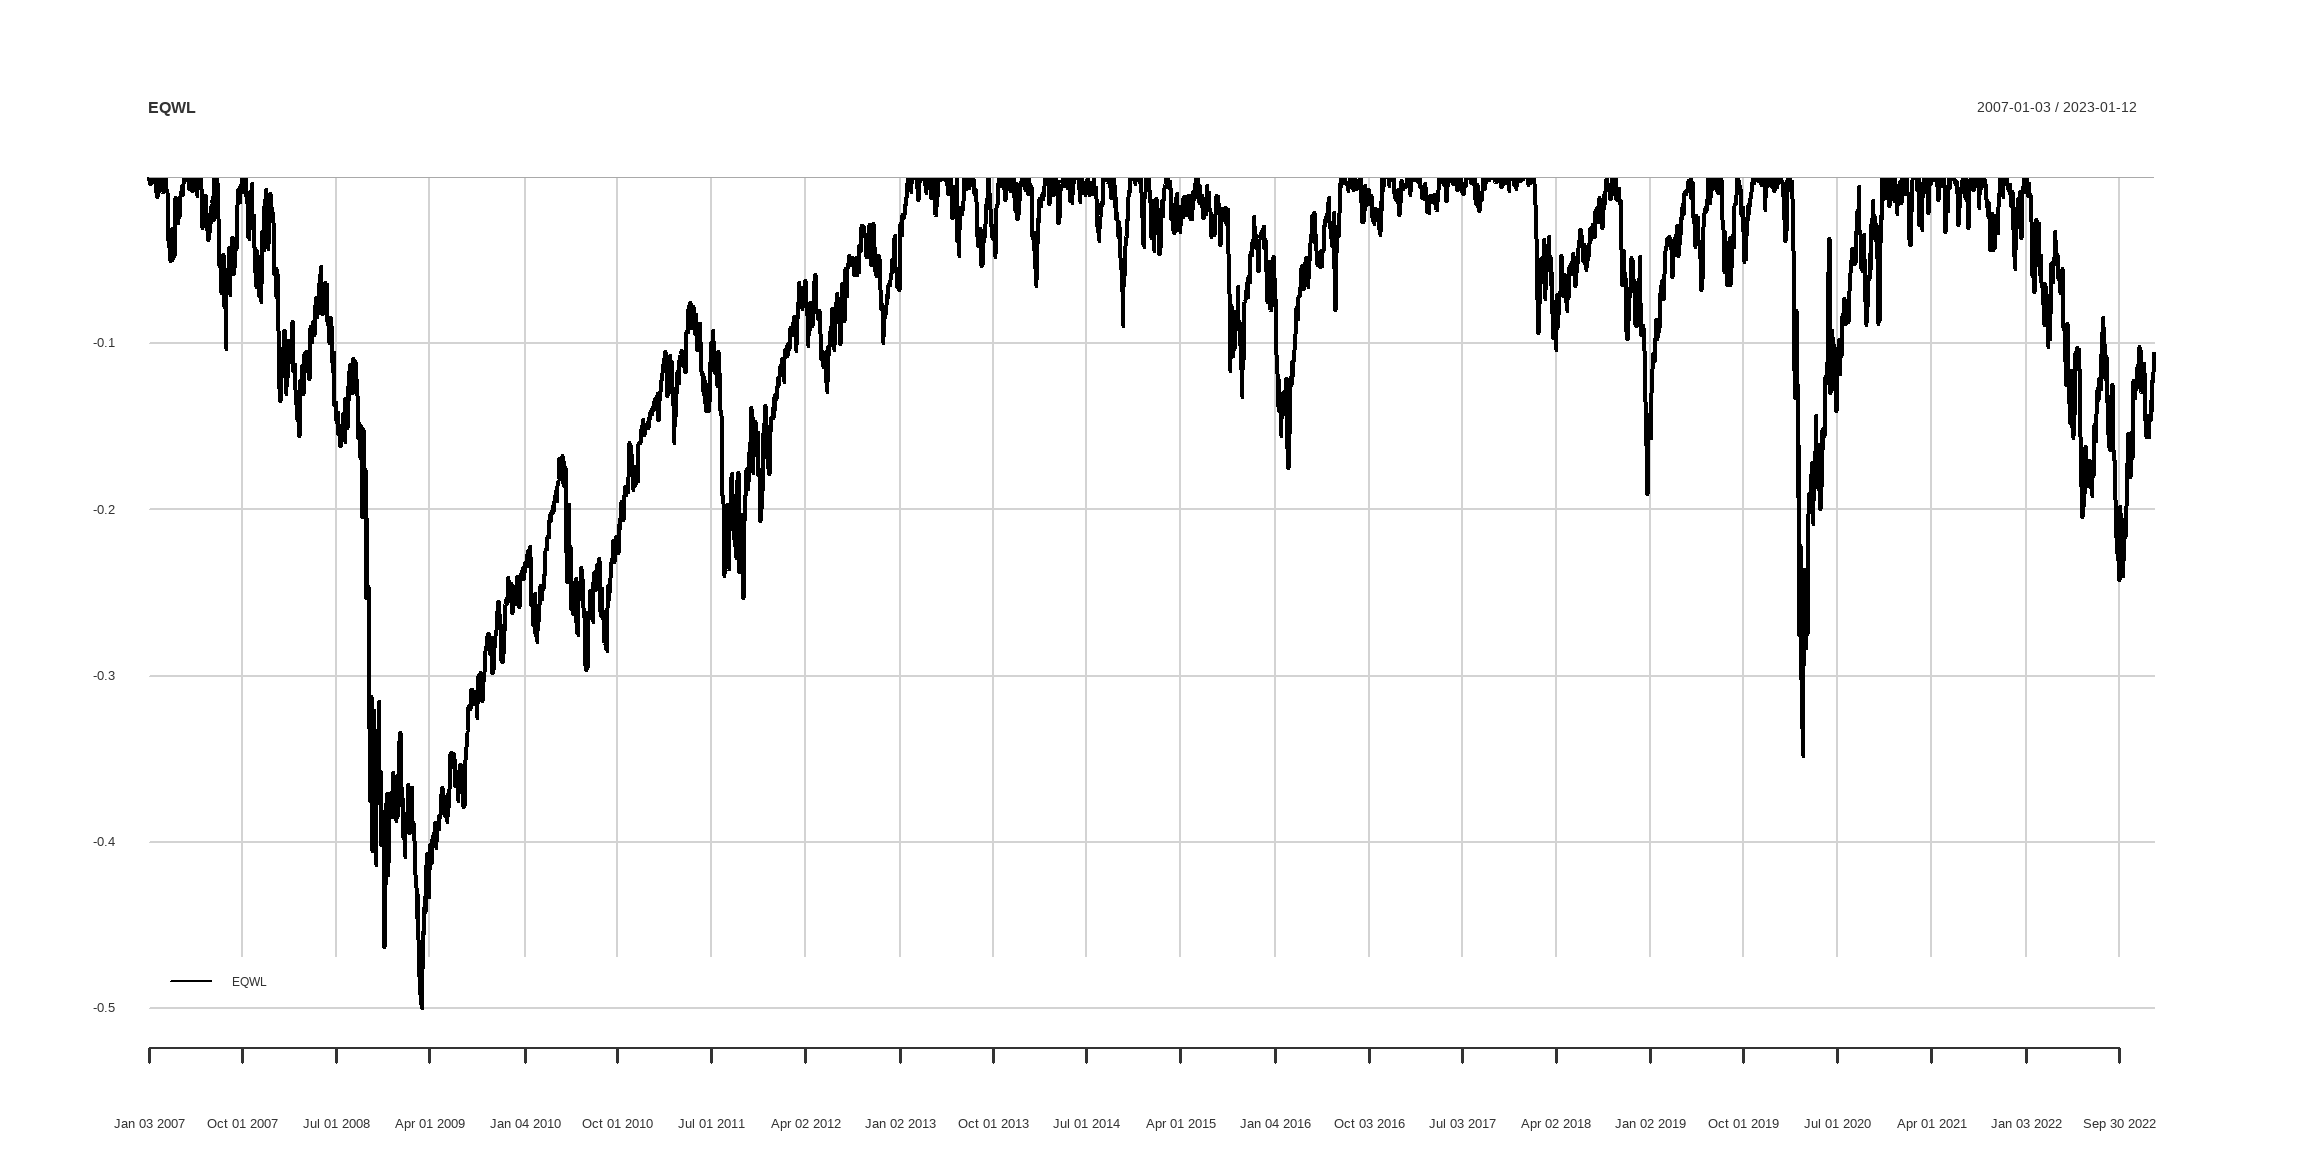 EQWL
2007-01-03 / 2023-01-12
-0.1
-0.2
-0.3
-0.4
EQWL
-0.5
Jan 03 2007 Oct 01 2007 Jul 01 2008 Apr 01 2009 Jan 04 2010 Oct 01 2010 Jul 01 2011 Apr 02 2012 Jan 02 2013 Oct 01 2013 Jul 01 2014 Apr 01 2015 Jan 04 2016 Oct 03 2016 Jul 03 2017 Apr 02 2018 Jan 02 2019 Oct 01 2019 Jul 01 2020 Apr 01 2021 Jan 03 2022 Sep 30 2022